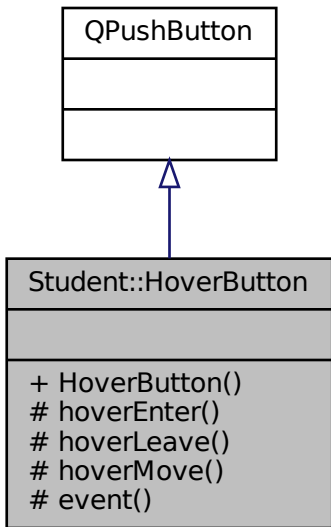 QPushButton
Student::HoverButton
+ HoverButton()
# hoverEnter()
# hoverLeave()
# hoverMove()
# event()